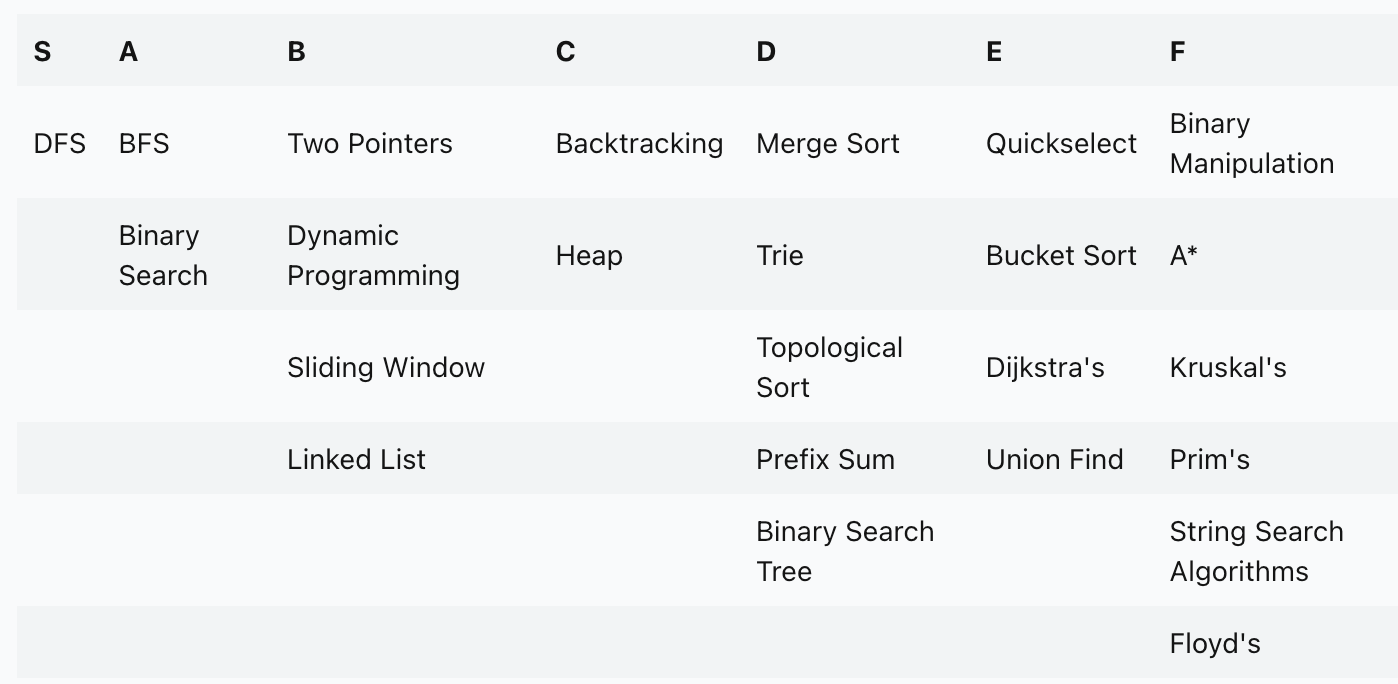 S A B C D E F
DFS BFS Two Pointers Backtracking Merge Sort Quickselect Binary
Manipulation
Binary
Search Dynamic
Programming Heap Trie Bucket Sort A*
Sliding Window Topological
Sort Dijkstra's Kruskal's
Linked List Prefix Sum Union Find Prim's
Binary Search
Tree String Search
Algorithms
Floyd's